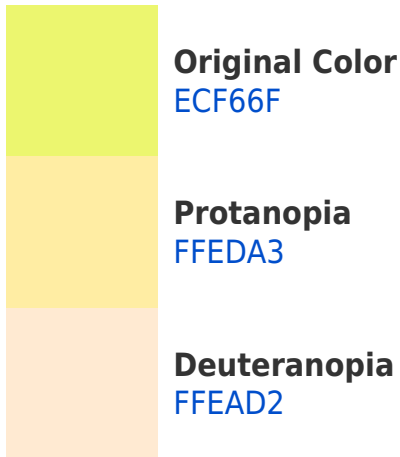 Original Color
ECF66F
Protanopia
FFEDA3
Deuteranopia
FFEAD2